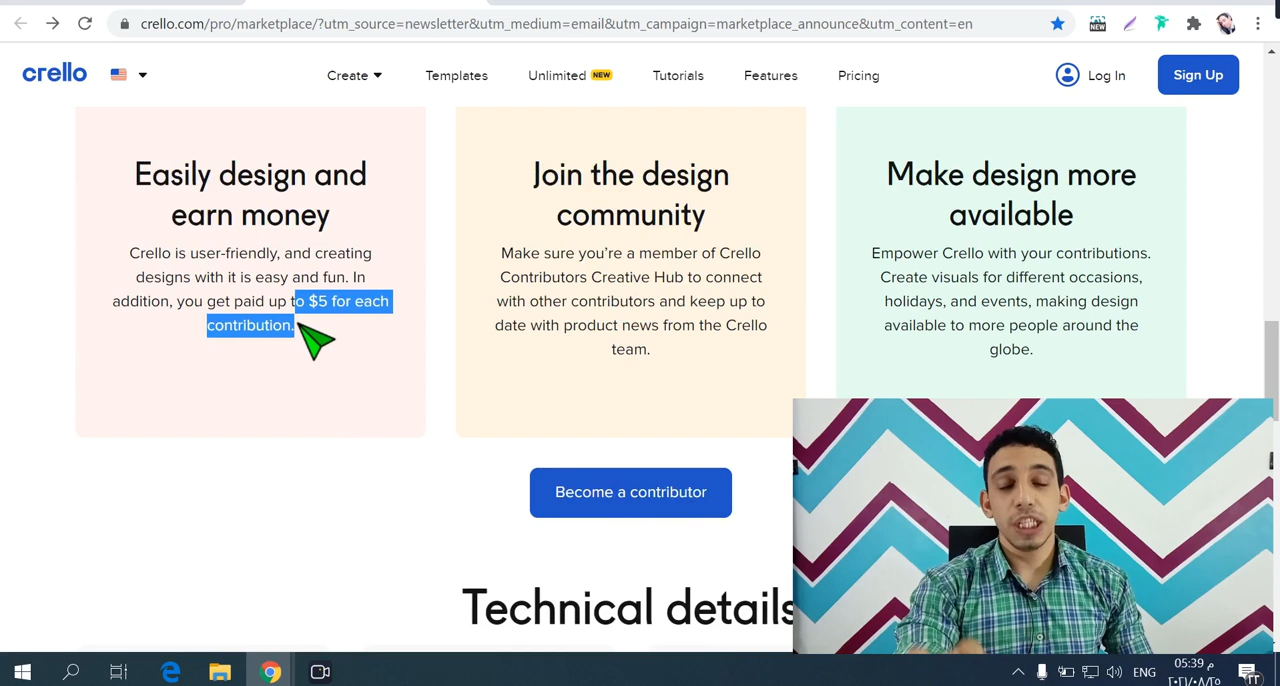 crello.com/pro/marketplace/?utm_source=newsletter&utm_medium=email&utm_campaign=marketplace_announce&utm_content=en
NEW
crello
Create
Templates
Unlimited NEW
Tutorials
Features
Pricing
Log In
Sign Up
Easily design and
earn money
Crello is user-friendly, and creating
designs with it is easy and fun. In
addition, you get paid up to $5 for each
contribution.
Join the design
community
Make sure you're a member of Crello
Contributors Creative Hub to connect
with other contributors and keep up to
date with product news from the Crello
team.
Make design more
available
Empower Crello with your contributions.
Create visuals for different occasions,
holidays, and events, making design
available to more people around the
globe.
Become a contributor
Technical details
ENG
05:39 م